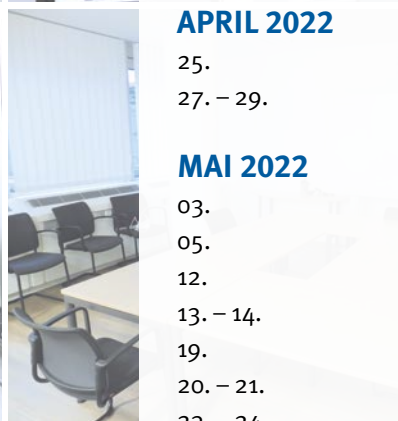 APRIL 2022
25.
27. – 29.
MAI 2022
03.
05.
12.
13. – 14.
19.
20. – 21.